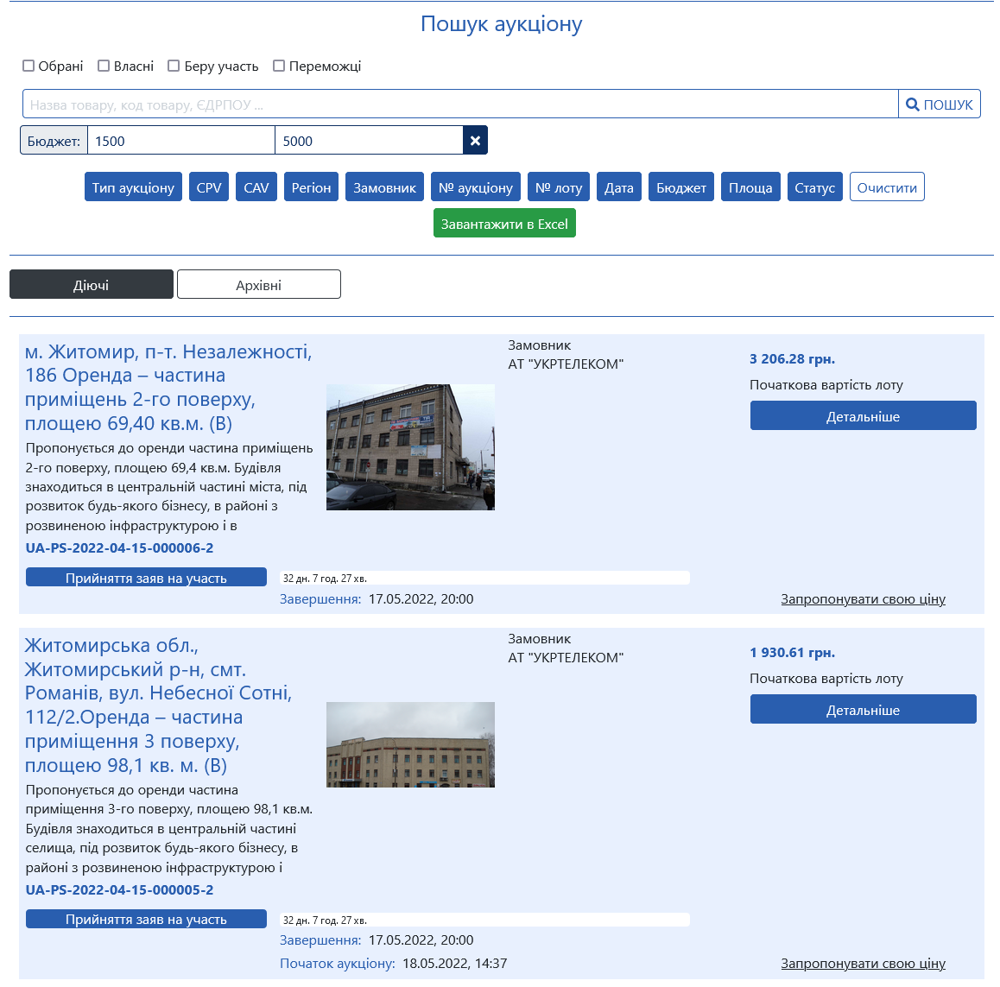 Пошук аукціону
Обрані Власні Беру участь Переможці
Назва товару, код товару, ЄДРПОУ ... ПОШУК
Бюджет: 1500 5000
Тип аукціону CPV CAV Регіон Замовник № аукціону № лоту Дата Бюджет Площа Статус Очистити
Завантажити в Excel
Діючі Архівні
м. Житомир, п-т. Незалежності,
186 Оренда – частина
приміщень 2-го поверху,
площею 69,40 кв.м. (В)
Пропонується до оренди частина приміщень
2-го поверху, площею 69,4 кв.м. Будівля
знаходиться в центральній частині міста, під
розвиток будь-якого бізнесу, в районі з
розвиненою інфраструктурою і в
UA-PS-2022-04-15-000006-2
Замовник
АТ "УКРТЕЛЕКОМ"
3 206.28 грн.
Початкова вартість лоту
Детальніше
Прийняття заяв на участь 32 дн. 7 год. 27 хв.
Завершення: 17.05.2022, 20:00 Запропонувати свою ціну
Житомирська обл.,
Житомирський р-н, смт.
Романів, вул. Небесної Сотні,
112/2.Оренда – частина
приміщення 3 поверху,
площею 98,1 кв. м. (В)
Пропонується до оренди частина
приміщення 3-го поверху, площею 98,1 кв.м.
Будівля знаходиться в центральній частині
селища, під розвиток будь-якого бізнесу, в
районі з розвиненою інфраструктурою і
UA-PS-2022-04-15-000005-2
Замовник
АТ "УКРТЕЛЕКОМ"
1 930.61 грн.
Початкова вартість лоту
Детальніше
Прийняття заяв на участь 32 дн. 7 год. 27 хв.
Завершення: 17.05.2022, 20:00
Початок аукціону: 18.05.2022, 14:37 Запропонувати свою ціну